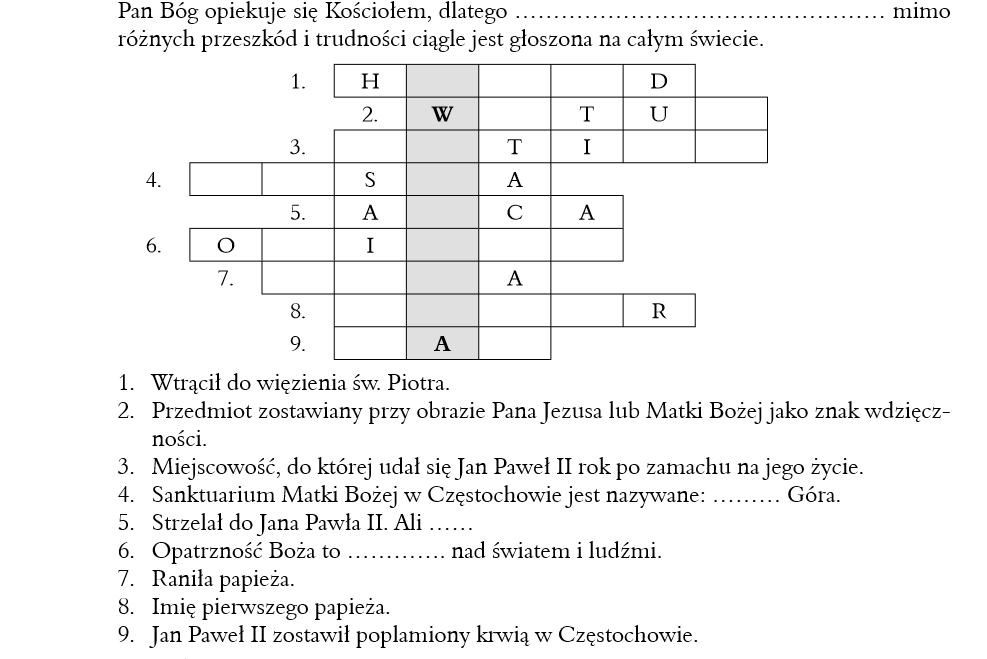 Pan Bóg opiekuje się Kościołem, dlatego ................................................ mimo
różnych przeszkód i trudności ciągle jest głoszona na całym świecie.
1. H D
2. W T U
3. T I
4. S A
5. A C A
6. O I
7. A
8. R
9. A
1. Wtrącił do więzienia św. Piotra.
2. Przedmiot zostawiany przy obrazie Pana Jezusa lub Matki Bożej jako znak wdzięcz-
ności.
3. Miejscowość, do której udał się Jan Paweł II rok po zamachu na jego życie.
4. Sanktuarium Matki Bożej w Częstochowie jest nazywane: ......... Góra.
5. Strzelał do Jana Pawła II. Ali ......
6. Opatrzność Boża to ............. nad światem i ludźmi.
7. Raniła papieża.
8. Imię pierwszego papieża.
9. Jan Paweł II zostawił poplamiony krwią w Częstochowie.